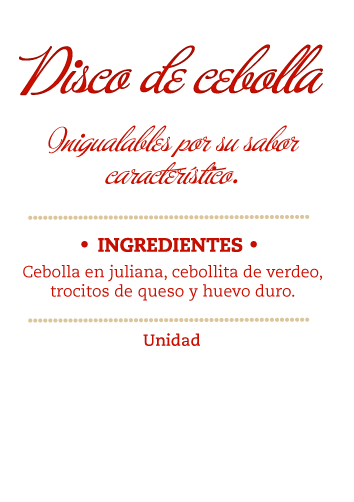 Disco de cebolla
Inigualables por su sabor
característico.
• INGREDIENTES •
Cebolla en juliana, cebollita de verdeo,
trocitos de queso y huevo duro.
Unidad